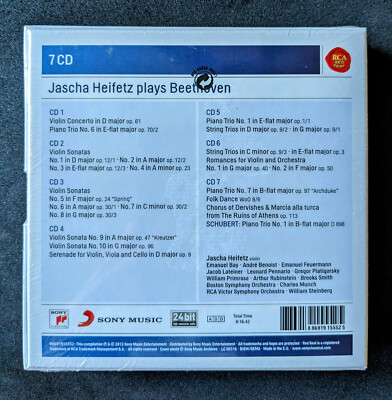 7 CD
RCA
Jascha Heifetz plays Beethoven
CD 1
Violin Concerto in D major op. 61
Piano Trio No. 6 in E-flat major op. 70/2
CD 2
Violin Sonatas
No. 1 in D major op. 12/1 · No. 2 in A major op. 12/2
No. 3 in E-flat major op. 12/3 · No. 4 in A minor op. 23
CD 3
Violin Sonatas
No. 5 in F major op. 24 "Spring"
No. 6 in A major op. 30/1 · No. 7 in C minor op. 30/2
No. 8 in G major op. 30/3
CD 4
Violin Sonata No. 9 in A major op. 47 "Kreutzer"
Violin Sonata No. 10 in G major op. 96
Serenade for Violin, Viola and Cello in D major op. 8
CD 5
Piano Trio No. 1 in E-flat major op. 1/1
String Trios in D major op. 9/2 · in G major op. 9/1
CD 6
String Trios in C minor op. 9/3 · in E-flat major op. 3
Romances for Violin and Orchestra
No. 1 in G major op. 40 · No. 2 in F major op. 50
CD 7
Piano Trio No. 7 in B-flat major op. 97 "Archduke"
Folk Dance WoO 8/6
Chorus of Dervishes & Marcia alla turca
from The Ruins of Athens op. 113
SCHUBERT: Piano Trio No. 1 in B-flat major D 898
Jascha Heifetz violin
Emanuel Bay · André Benoist · Emanuel Feuermann
Jacob Lateiner · Leonard Pennario · Gregor Piatigorsky
William Primrose · Arthur Rubinstein · Brooks Smith
Boston Symphony Orchestra · Charles Munch
RCA Victor Symphony Orchestra · William Steinberg
SONY
SONY MUSIC
24 bit
ADD
Total Time
8 86919 15552 5